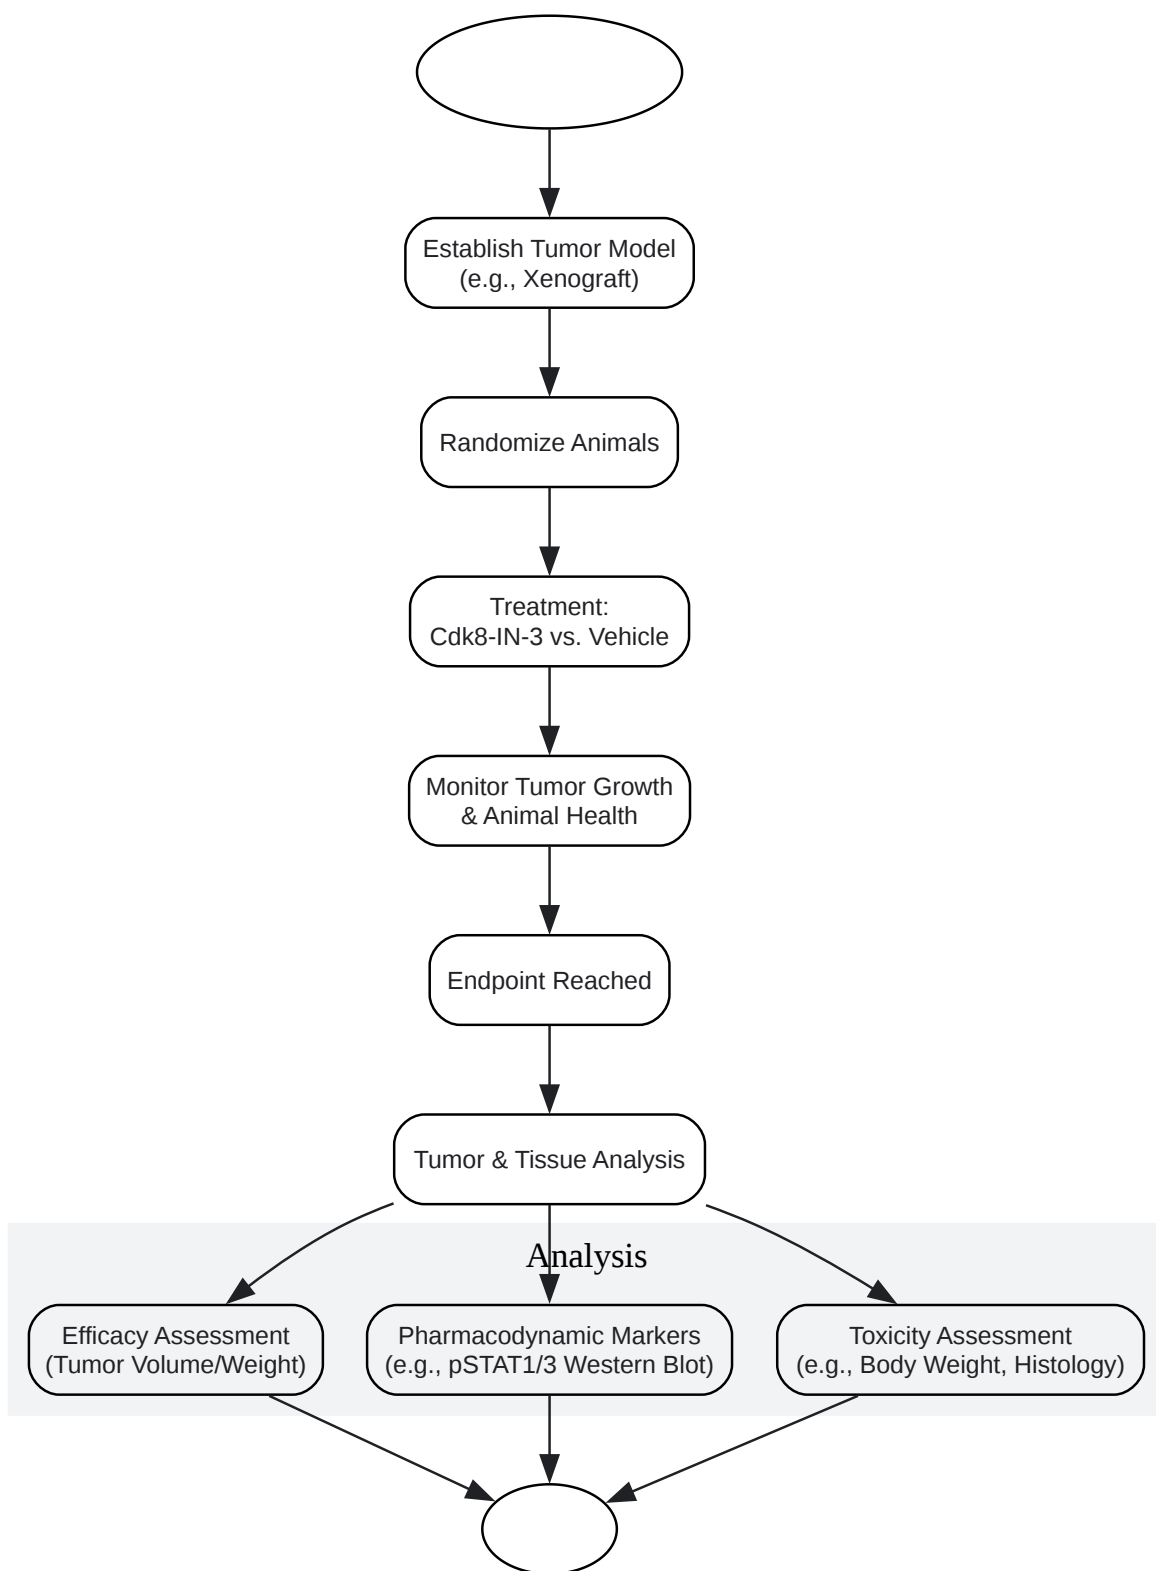 Establish Tumor Model
(e.g., Xenograft)
Randomize Animals
Treatment:
Cdk8-IN-3 vs. Vehicle
Monitor Tumor Growth
& Animal Health
Endpoint Reached
Tumor & Tissue Analysis
Analysis
Efficacy Assessment
(Tumor Volume/Weight)
Pharmacodynamic Markers
(e.g., pSTAT1/3 Western Blot)
Toxicity Assessment
(e.g., Body Weight, Histology)